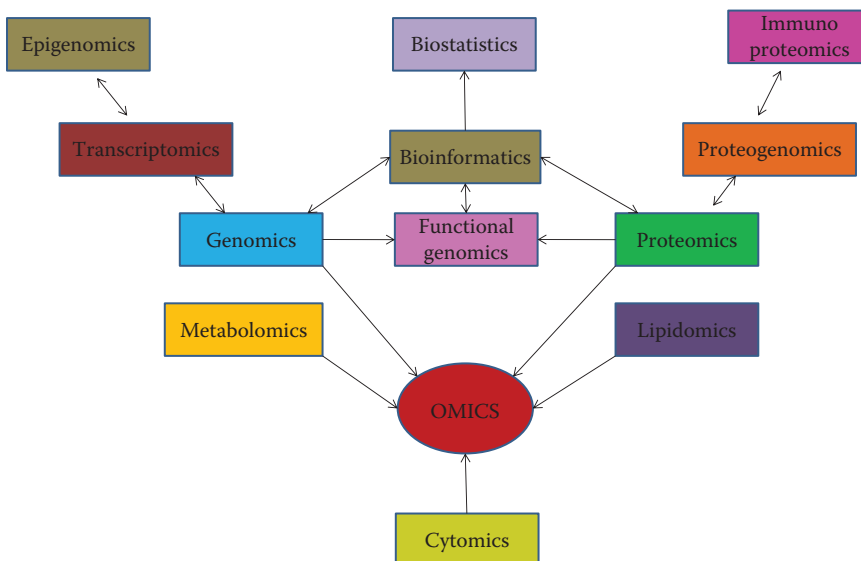 Epigenomics
Biostatistics
Immuno
proteomics
Transcriptomics
Bioinformatics
Proteogenomics
Genomics
Functional
genomics
Proteomics
Metabolomics
Lipidomics
OMICS
Cytomics